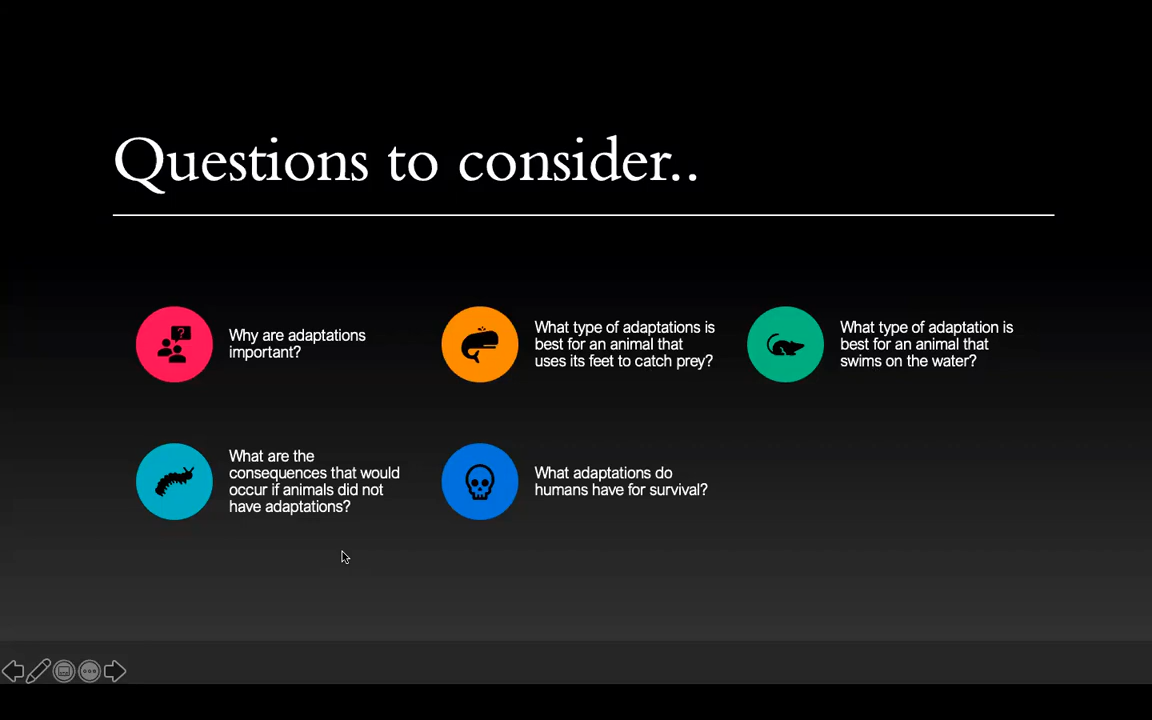 Questions to consider..
Why are adaptations
important?
What type of adaptations is
best for an animal that
uses its feet to catch prey?
What type of adaptation is
best for an animal that
swims on the water?
What are the
consequences that would
occur if animals did not
have adaptations?
What adaptations do
humans have for survival?